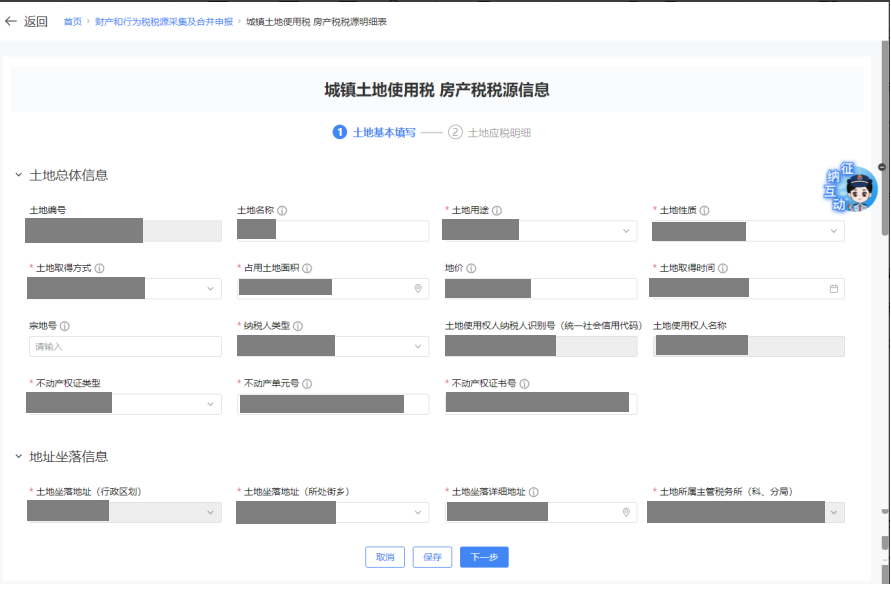 ← 返回 首页 › 财产和行为税税源采集及合并申报 › 城镇土地使用税 房产税税源明细表
城镇土地使用税 房产税税源信息
1 土地基本填写 2 土地应税明细
土地总体信息
土地编号 土地名称 * 土地用途 * 土地性质
* 土地取得方式 * 占用土地面积 地价 * 土地取得时间
宗地号 * 纳税人类型 土地使用权人纳税人识别号（统一社会信用代码） 土地使用权人名称
请输入
* 不动产权证类型 * 不动产单元号 * 不动产权证书号
地址坐落信息
* 土地坐落地址（行政区划） * 土地坐落地址（所处街乡） * 土地坐落详细地址 * 土地所属主管税务所（科、分局）
取消 保存 下一步
征纳互动